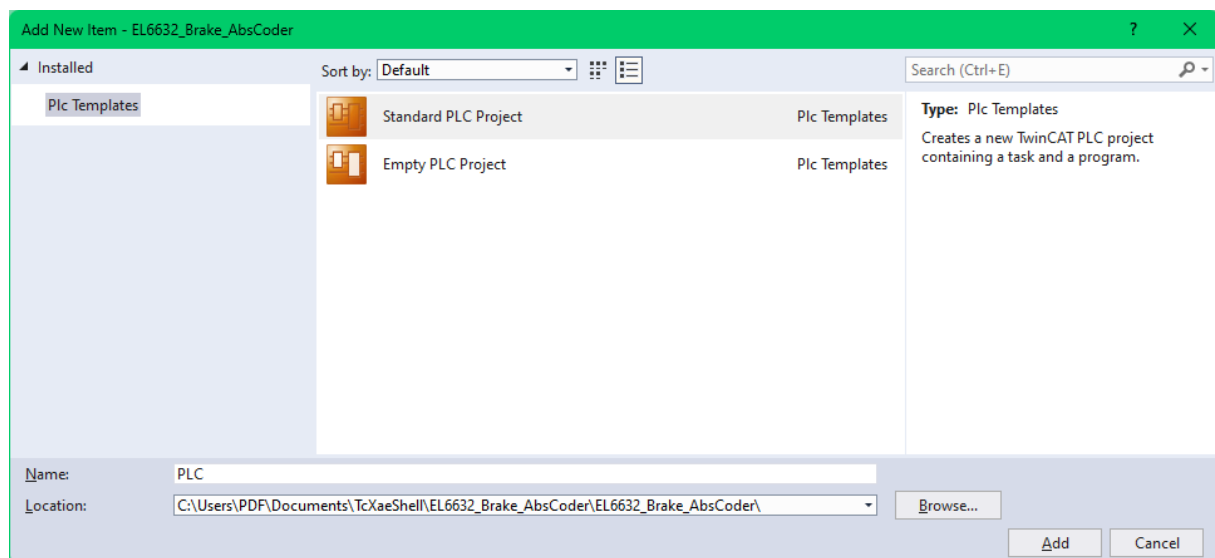 Add New Item - EL6632_Brake_AbsCoder
Installed
Plc Templates
Sort by: Default
Search (Ctrl+E)
Standard PLC Project Plc Templates
Empty PLC Project Plc Templates
Type: Plc Templates
Creates a new TwinCAT PLC project
containing a task and a program.
Name: PLC
Location: C:\Users\PDF\Documents\TcXaeShell\EL6632_Brake_AbsCoder\EL6632_Brake_AbsCoder\
Browse...
Add Cancel